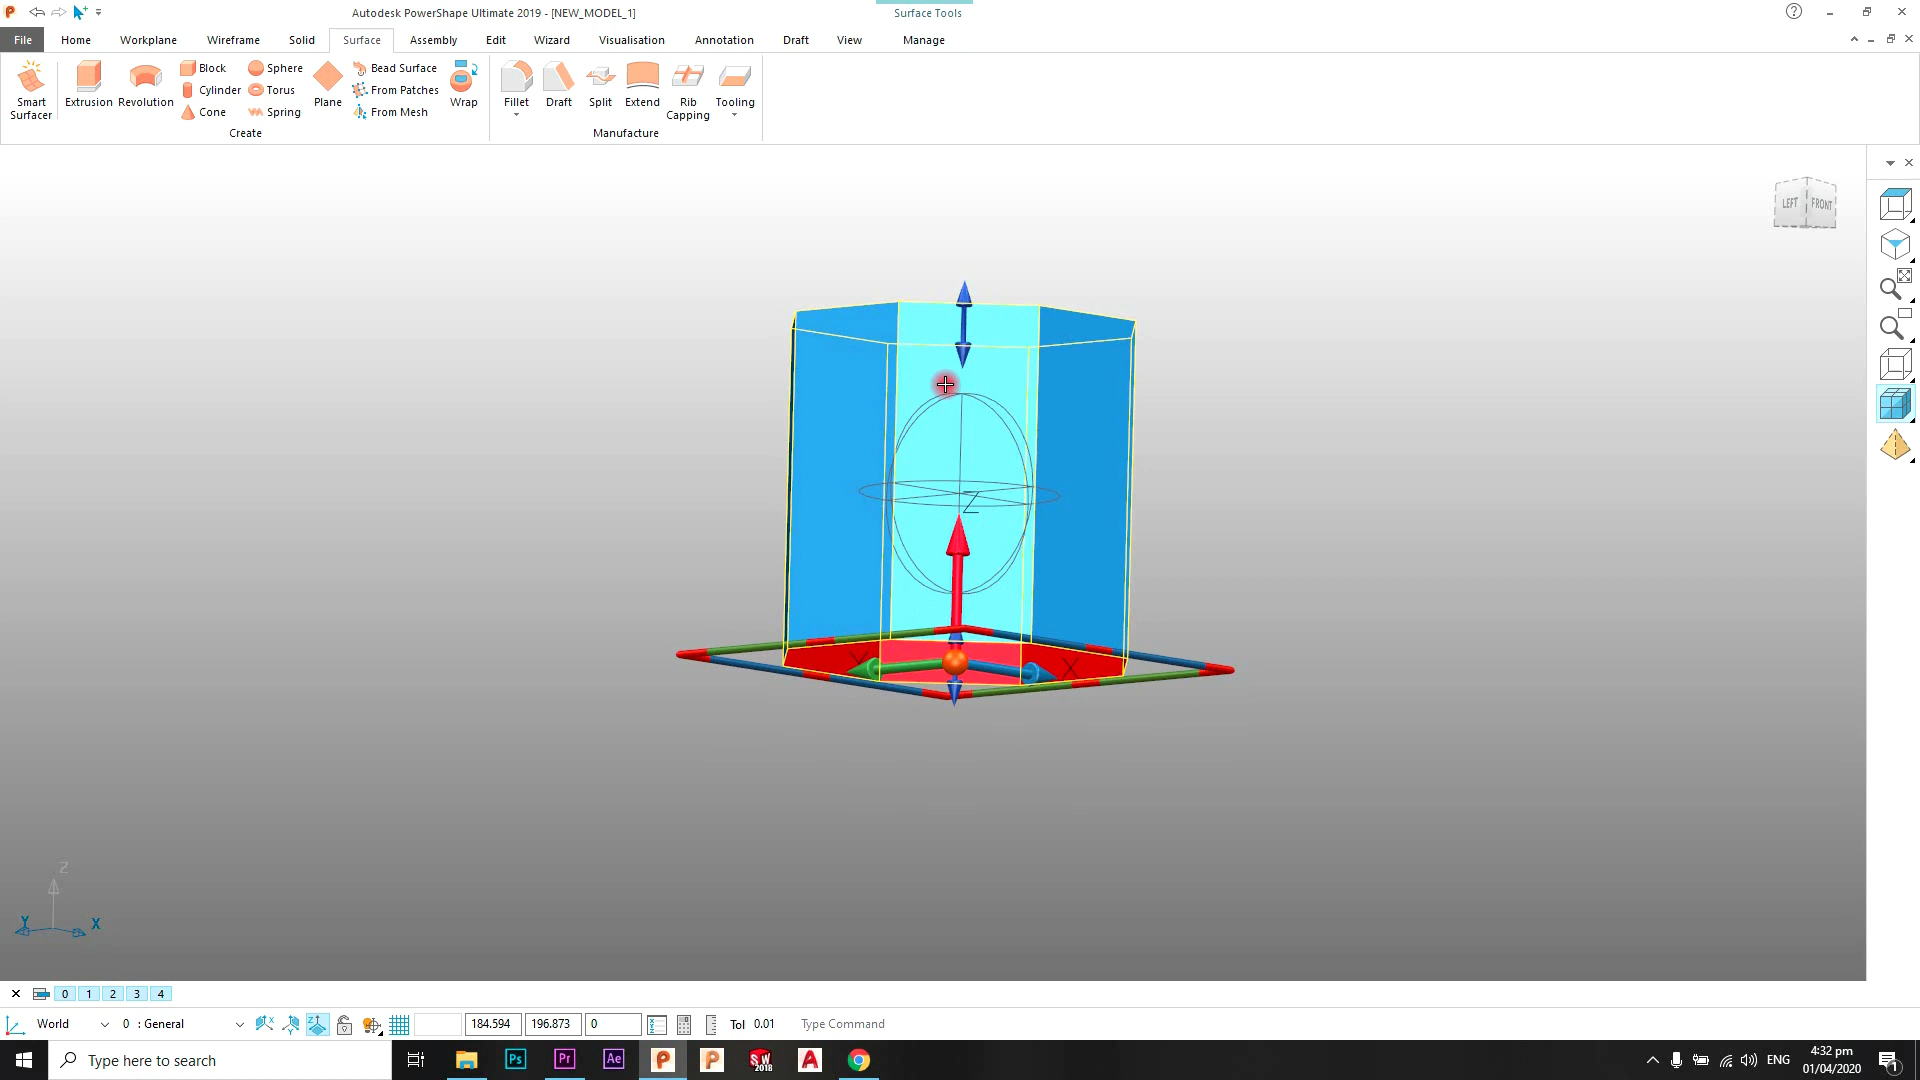 Autodesk PowerShape Ultimate 2019 - [NEW_MODEL_1]
Surface Tools
File Home Workplane Wireframe Solid Surface Assembly Edit Wizard Visualisation Annotation Draft View Manage
Smart Surfacer
Extrusion
Revolution
Block
Cylinder
Cone
Sphere
Torus
Spring
Plane
Bead Surface
From Patches
From Mesh
Wrap
Create
Fillet
Draft
Split
Extend
Rib Capping
Tooling
Manufacture
LEFT FRONT
Z
Y X
Z
Y X
0 1 2 3 4
World 0 : General 184.594 196.873 0 Tol 0.01 Type Command
Type here to search
Ps Pr Ae
SW 2018
ENG
4:32 pm
01/04/2020
1